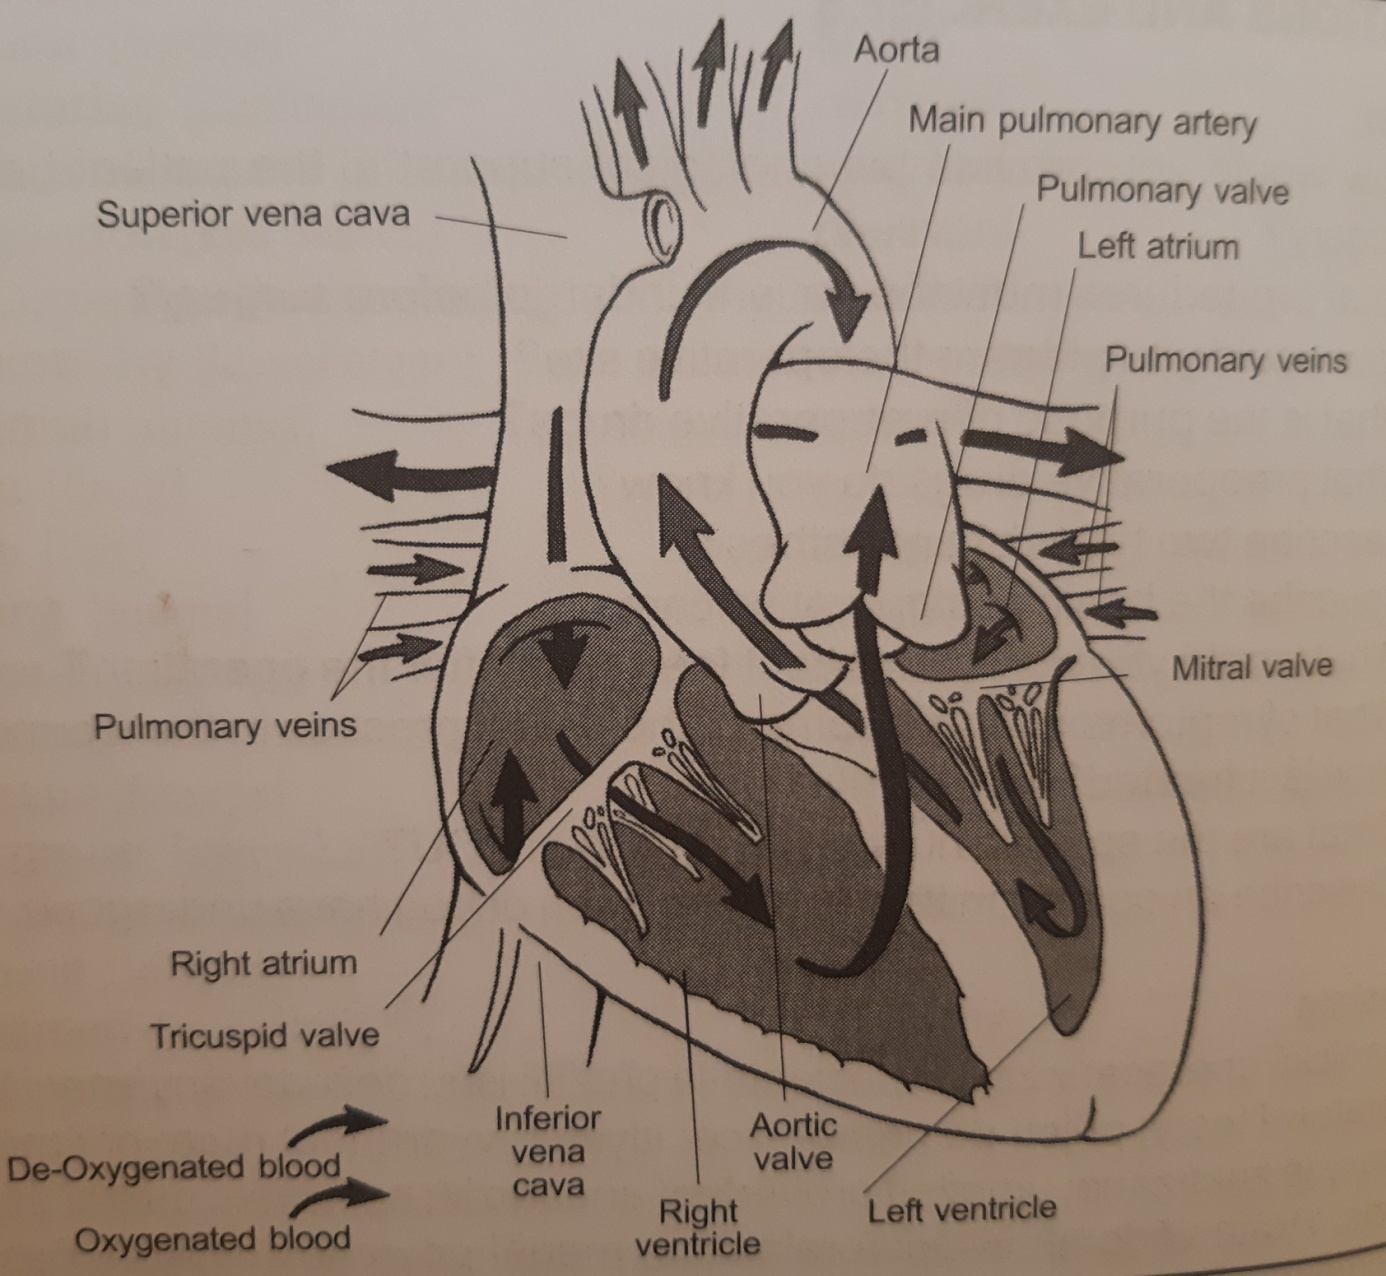 Aorta
Main pulmonary artery
Pulmonary valve
Superior vena cava
Left atrium
Pulmonary veins
Mitral valve
Pulmonary veins
Right atrium
Tricuspid valve
Inferior
vena
cava
Aortic
valve
De-Oxygenated blood
Right
ventricle
Left ventricle
Oxygenated blood